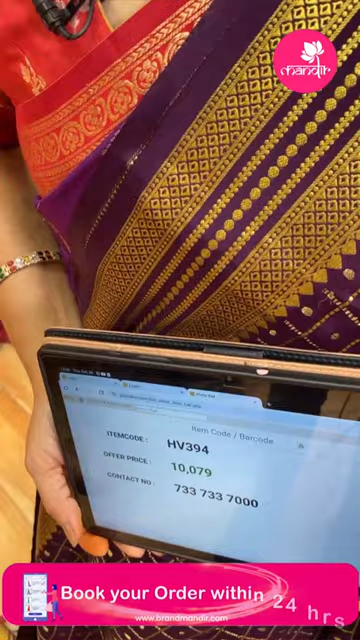 mandir
Item Code / Barcode
ITEMCODE : HV394
OFFER PRICE : 10,079
CONTACT NO : 733 733 7000
Book your Order within 24 hrs
www.brandmandir.com